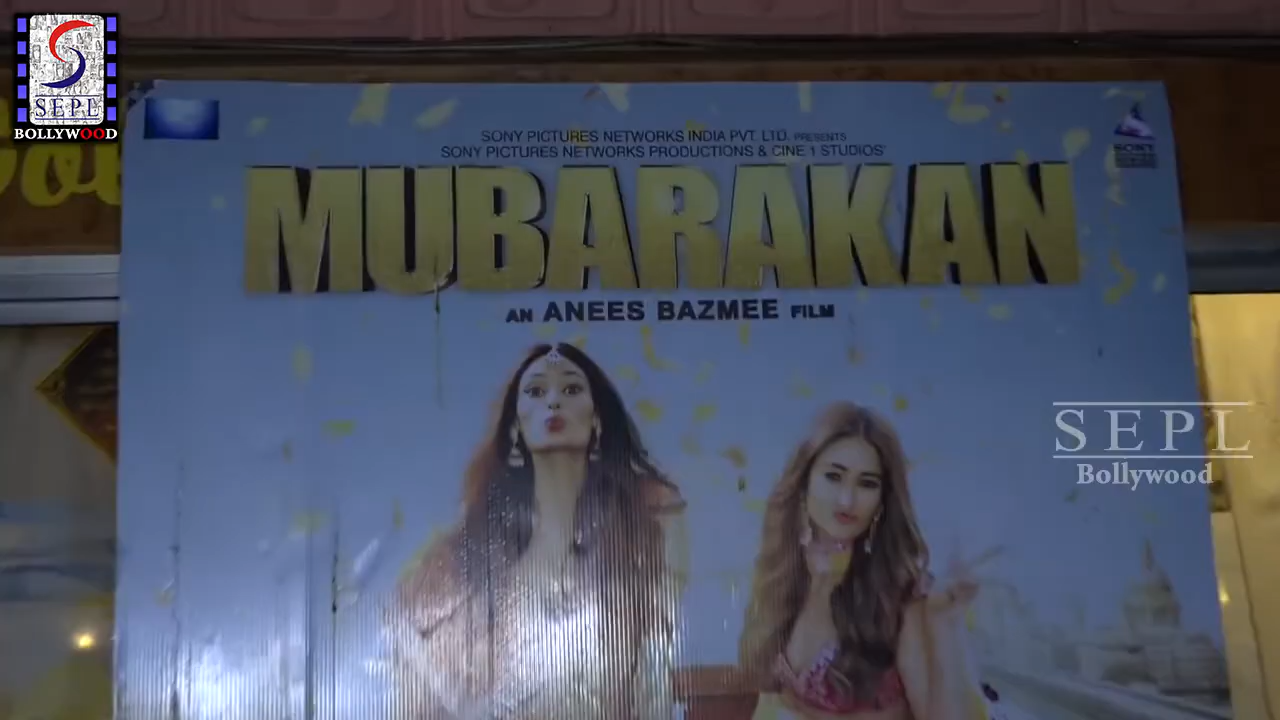 SEPL
BOLLYWOOD
SONY PICTURES NETWORKS INDIA PVT. LTD. PRESENTS
SONY PICTURES NETWORKS PRODUCTIONS & CINE 1 STUDIOS'
SONY
MUBARAKAN
AN ANEES BAZMEE FILM
SEPL
Bollywood